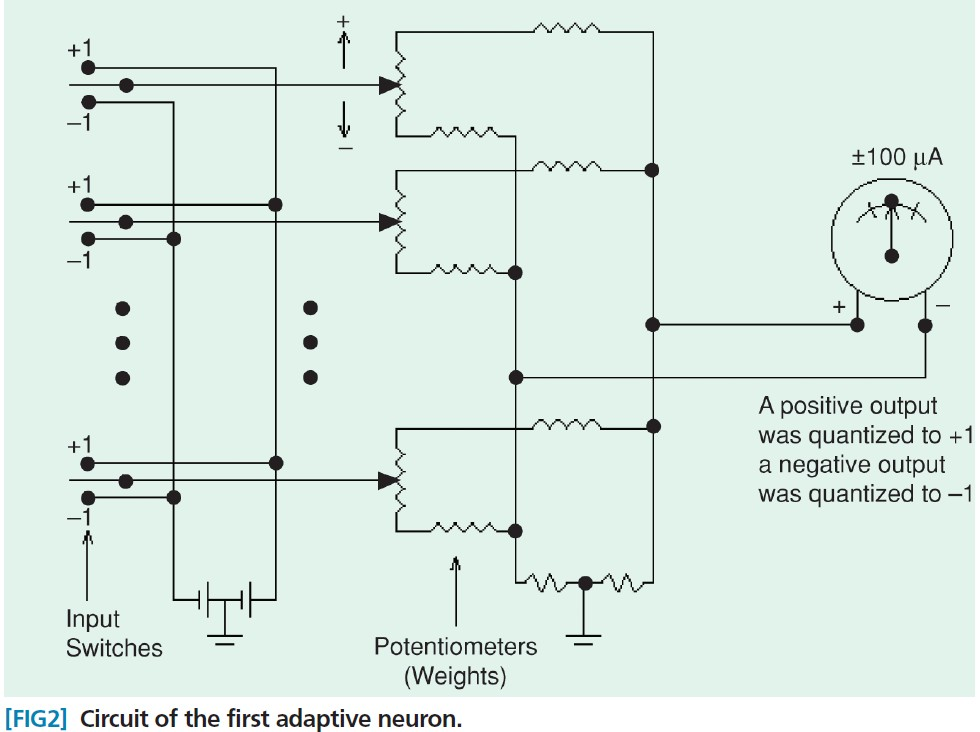 +
+1
−1
−
±100 µA
+1
−1
+ −
A positive output
was quantized to +1
a negative output
was quantized to −1
+1
−1
Input
Switches
Potentiometers
(Weights)
[FIG2] Circuit of the first adaptive neuron.